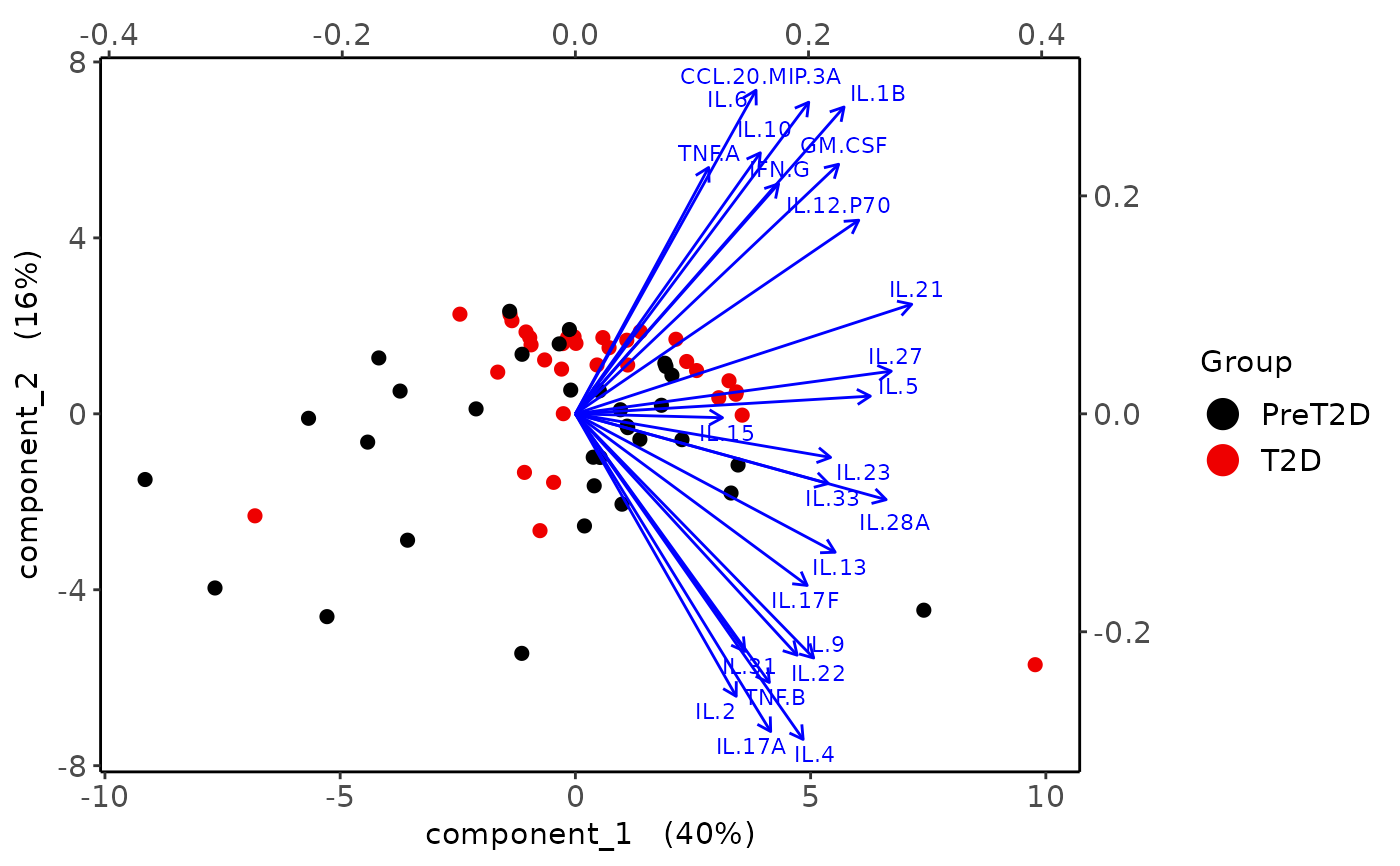 -0.4 -0.2 0.0 0.2 0.4
8
CCL.20.MIP.3A
IL.6
IL.1B
IL.10
GM.CSF
TNF.A
IFN.G
0.2
IL.12.P70
4
IL.21
IL.27
IL.5
Group
0
0.0
PreT2D
IL.15
T2D
IL.23
IL.33
IL.28A
IL.13
-4
IL.17F
-0.2
IL.9
IL.31
IL.22
TNF.B
IL.2
IL.17A
IL.4
-8
-10 -5 0 5 10
component_1 (40%)
component_2 (16%)